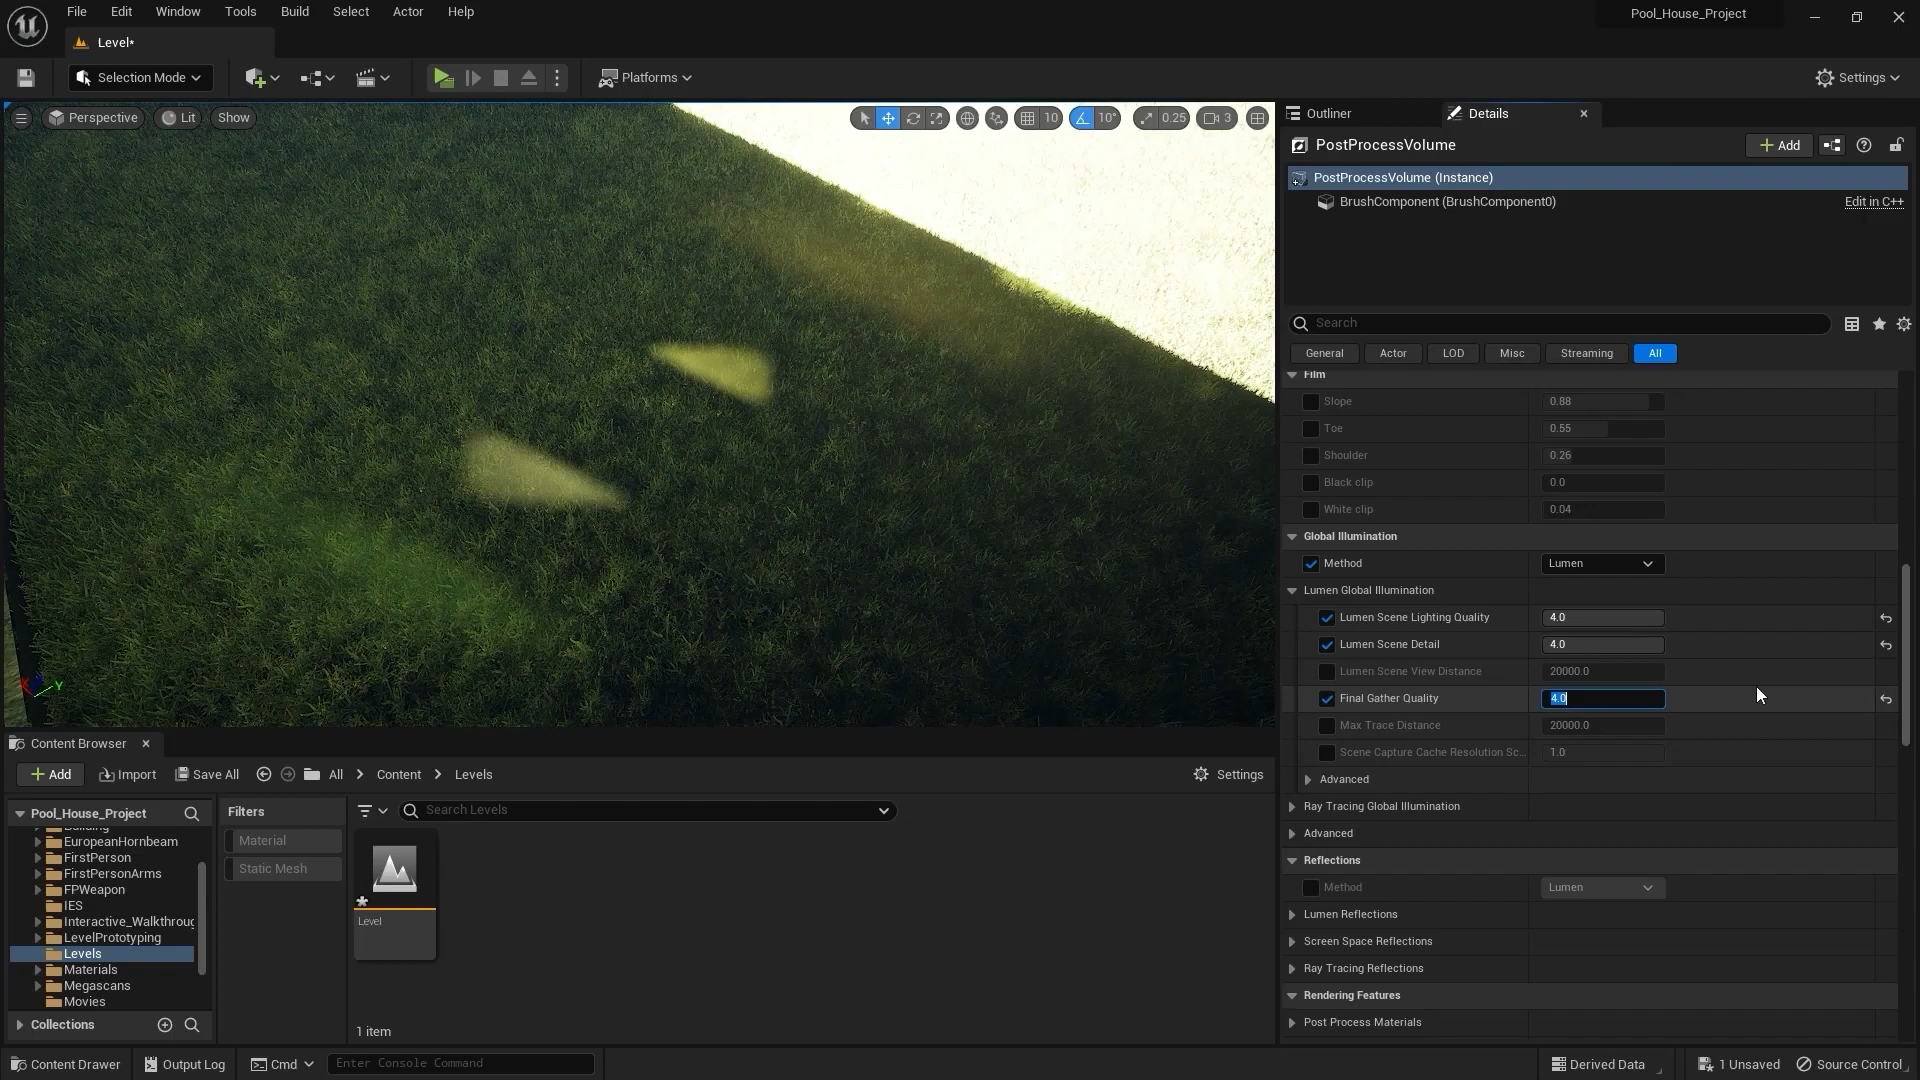 File Edit Window Tools Build Select Actor Help
Pool_House_Project
Level*
Selection Mode
Platforms
Settings
Perspective
Lit
Show
10
10°
0.25
3
X
Y
Outliner
Details
PostProcessVolume
Add
PostProcessVolume (Instance)
BrushComponent (BrushComponent0)
Edit in C++
Search
General
Actor
LOD
Misc
Streaming
All
Film
Slope 0.88
Toe 0.55
Shoulder 0.26
Black clip 0.0
White clip 0.04
Global Illumination
Method Lumen
Lumen Global Illumination
Lumen Scene Lighting Quality 4.0
Lumen Scene Detail 4.0
Lumen Scene View Distance 20000.0
Final Gather Quality 4.0
Max Trace Distance 20000.0
Scene Capture Cache Resolution Sc... 1.0
Advanced
Ray Tracing Global Illumination
Advanced
Reflections
Method Lumen
Lumen Reflections
Screen Space Reflections
Ray Tracing Reflections
Rendering Features
Post Process Materials
Content Browser
Add
Import
Save All
All
Content
Levels
Settings
Pool_House_Project
Building
EuropeanHornbeam
FirstPerson
FirstPersonArms
FPWeapon
IES
Interactive_Walkthroug
LevelPrototyping
Levels
Materials
Megascans
Movies
Collections
Filters
Material
Static Mesh
Search Levels
Level
1 item
Content Drawer
Output Log
Cmd
Enter Console Command
Derived Data
1 Unsaved
Source Control